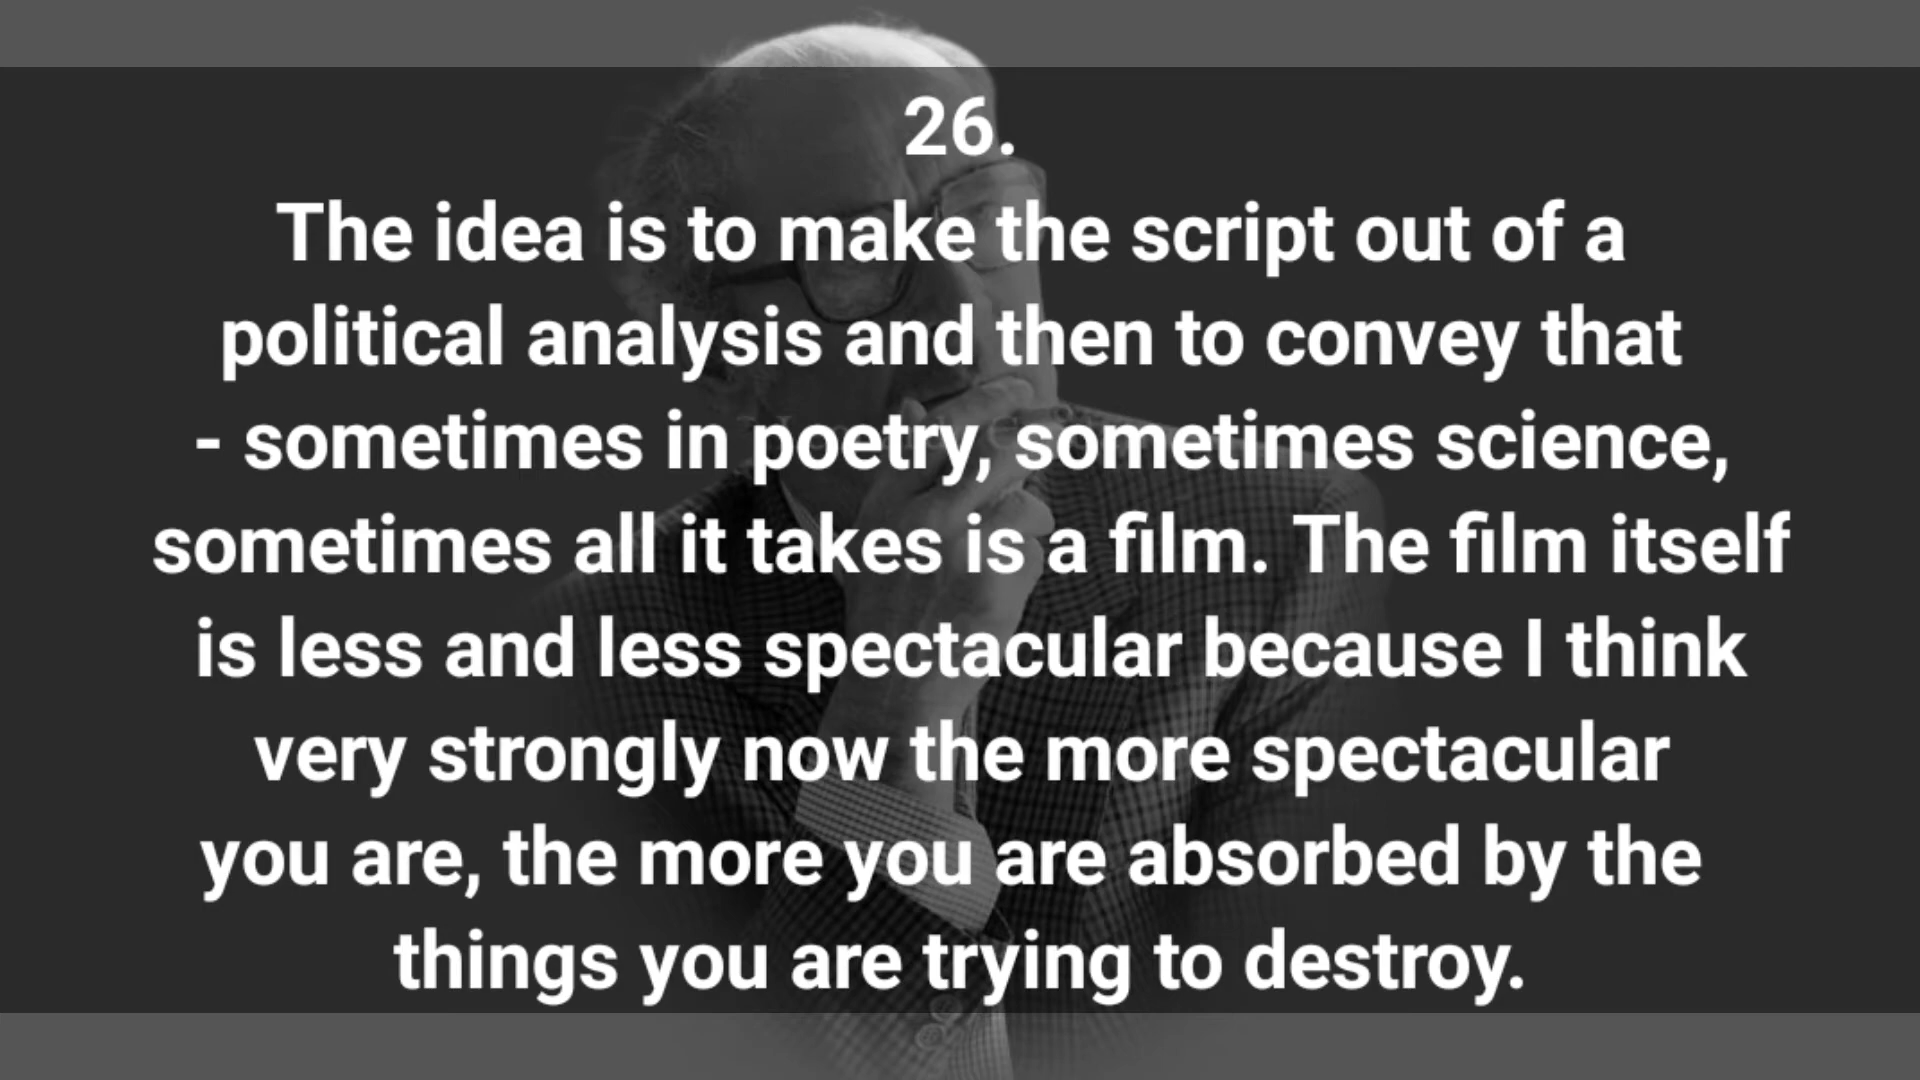 26.
The idea is to make the script out of a
political analysis and then to convey that
- sometimes in poetry, sometimes science,
sometimes all it takes is a film. The film itself
is less and less spectacular because I think
very strongly now the more spectacular
you are, the more you are absorbed by the
things you are trying to destroy.